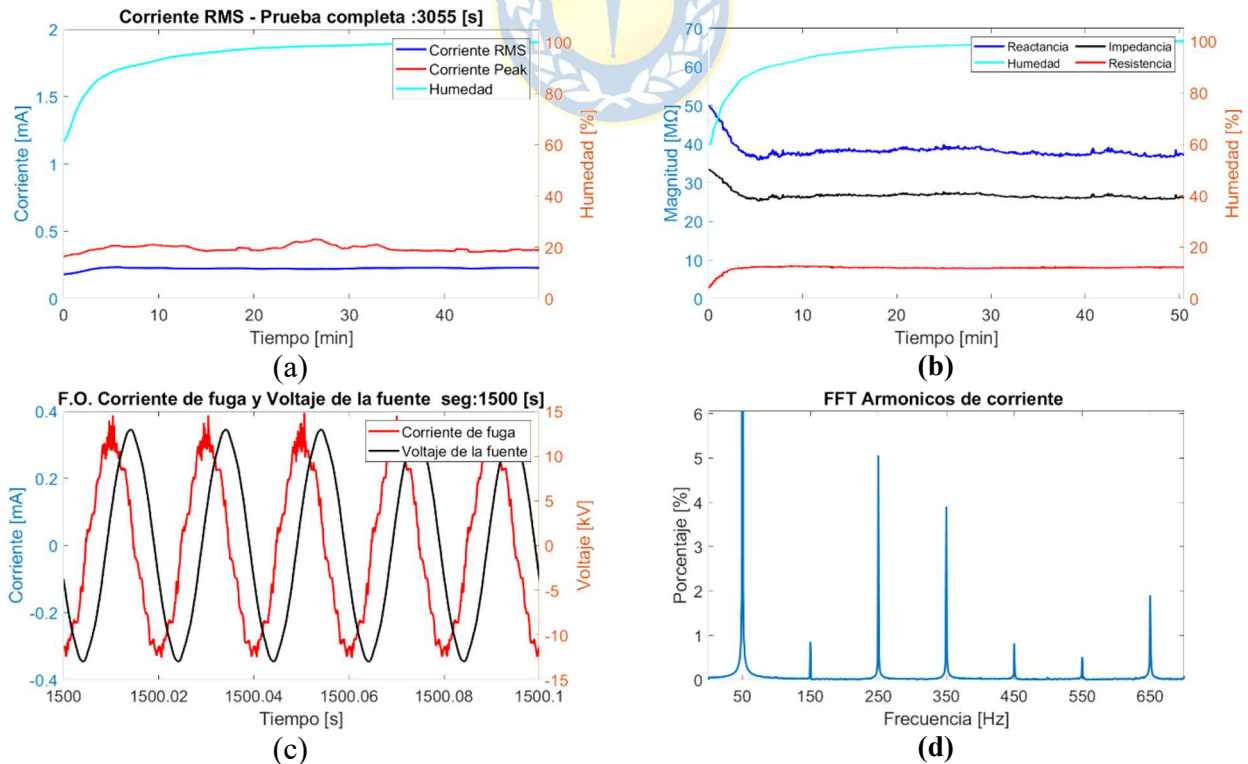 Corriente RMS - Prueba completa :3055 [s]
Corriente [mA]
2
1.5
1
0.5
0
Corriente RMS
Corriente Peak
Humedad
100
80
60
40
20
0
Humedad [%]
0 10 20 30 40
Tiempo [min]
(a)
Magnitud [MΩ]
70
60
50
40
30
20
10
0
Reactancia Impedancia
Humedad Resistencia
100
80
60
40
20
0
Humedad [%]
0 10 20 30 40 50
Tiempo [min]
(b)
F.O. Corriente de fuga y Voltaje de la fuente seg:1500 [s]
Corriente [mA]
0.4
0.2
0
-0.2
-0.4
Corriente de fuga
Voltaje de la fuente
15
10
5
0
-5
-10
-15
Voltaje [kV]
1500 1500.02 1500.04 1500.06 1500.08 1500.1
Tiempo [s]
(c)
FFT Armonicos de corriente
Porcentaje [%]
6
5
4
3
2
1
0
50 150 250 350 450 550 650
Frecuencia [Hz]
(d)